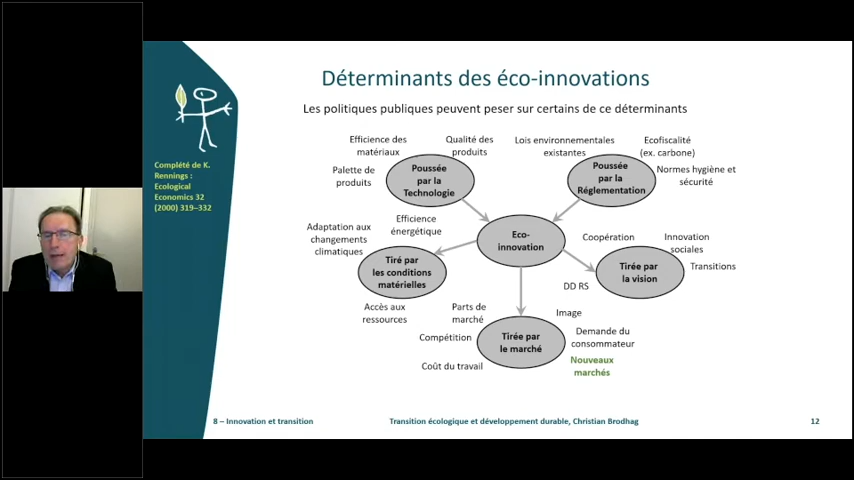 Déterminants des éco-innovations
Les politiques publiques peuvent peser sur certains de ce déterminants
Complété de K.
Rennings :
Ecological
Economics 32
(2000) 319–332
Efficience des
matériaux
Qualité des
produits
Palette de
produits
Poussée
par la
Technologie
Efficience
énergétique
Lois environnementales
existantes
Ecofiscalité
(ex. carbone)
Poussée
par la
Réglementation
Normes hygiène et
sécurité
Adaptation aux
changements
climatiques
Eco-
innovation
Tiré par
les conditions
matérielles
Accès aux
ressources
Coopération
Innovation
sociales
Tirée par
la vision
Transitions
DD RS
Parts de
marché
Image
Compétition
Tirée par
le marché
Demande du
consommateur
Coût du travail
Nouveaux
marchés
8 – Innovation et transition
Transition écologique et développement durable, Christian Brodhag
12